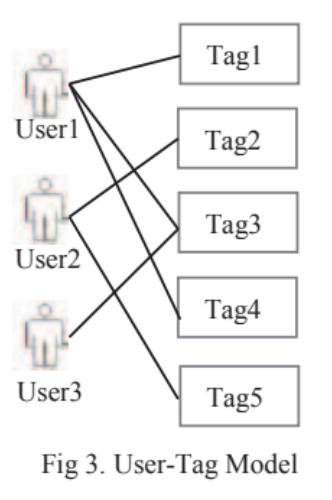 Tag1
User1
Tag2
Tag3
User2
Tag4
User3
Tag5
Fig 3. User-Tag Model